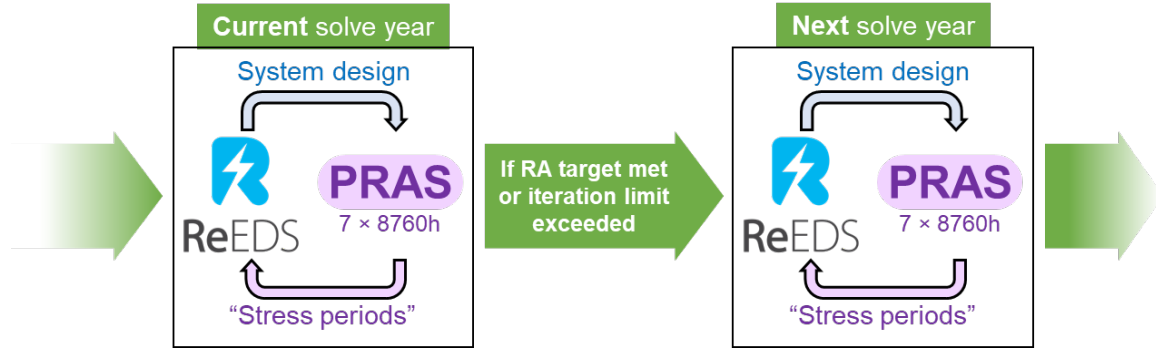 Current solve year
System design
ReEDS
PRAS
7 × 8760h
“Stress periods”
If RA target met
or iteration limit
exceeded
Next solve year
System design
ReEDS
PRAS
7 × 8760h
“Stress periods”